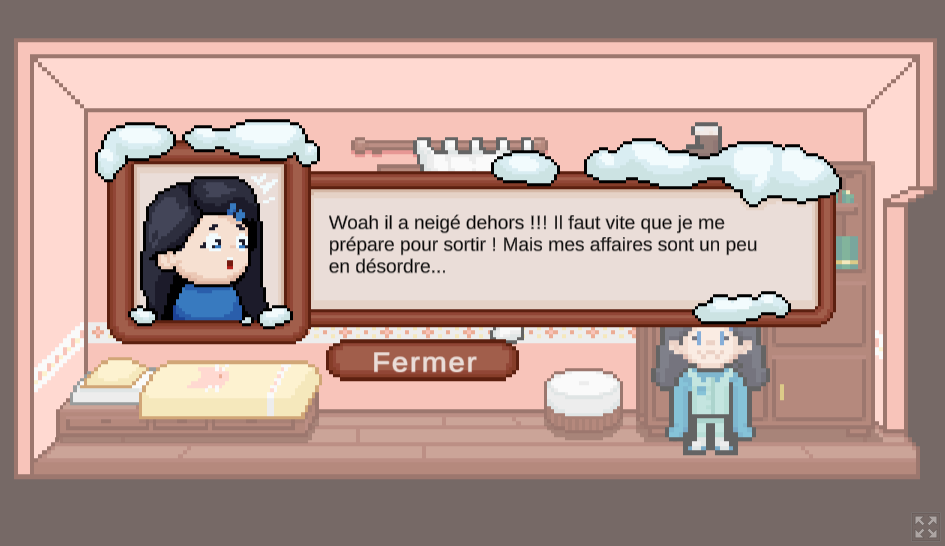 Woah il a neigé dehors !!! Il faut vite que je me
prépare pour sortir ! Mais mes affaires sont un peu
en désordre...
Fermer